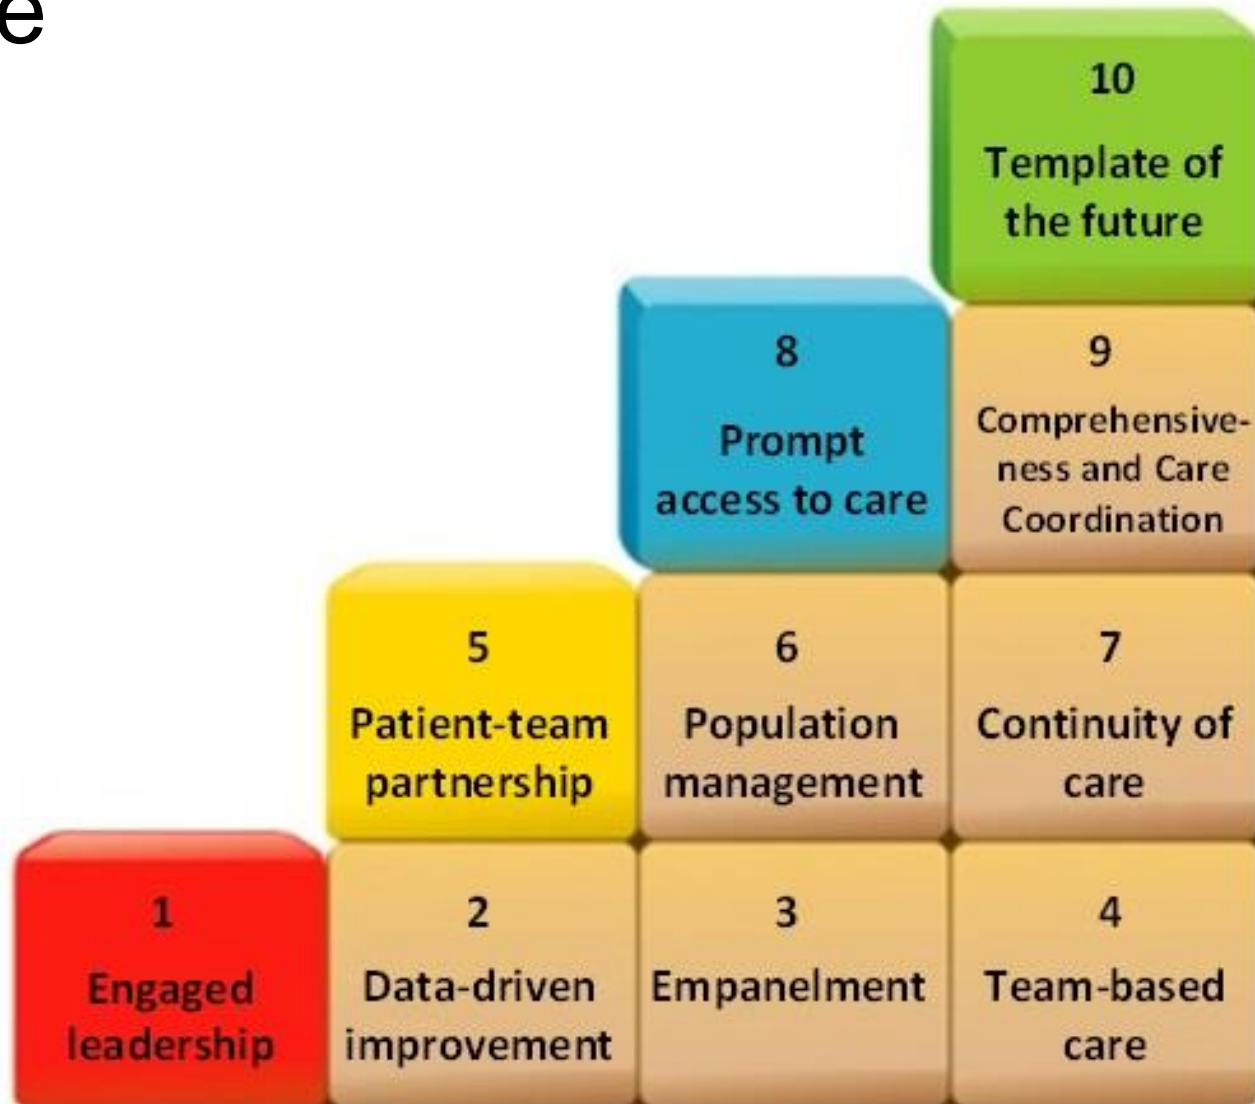 e
10
Template of
the future
8
Prompt
access to care
9
Comprehensive-
ness and Care
Coordination
5
Patient-team
partnership
6
Population
management
7
Continuity of
care
1
Engaged
leadership
2
Data-driven
improvement
3
Empanelment
4
Team-based
care